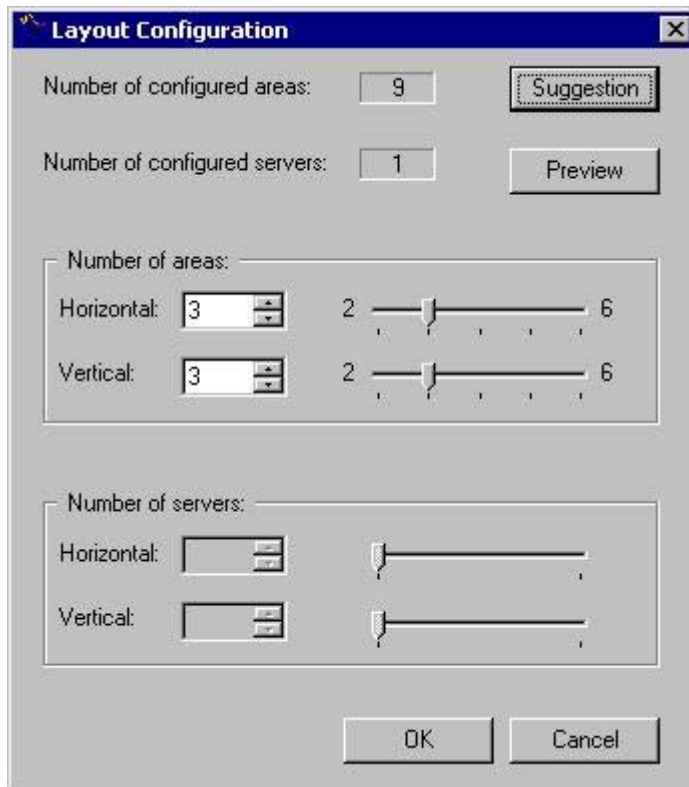 Layout Configuration
Number of configured areas: 9 Suggestion
Number of configured servers: 1 Preview
Number of areas:
Horizontal: 3 2 6
Vertical: 3 2 6
Number of servers:
Horizontal:
Vertical:
OK Cancel